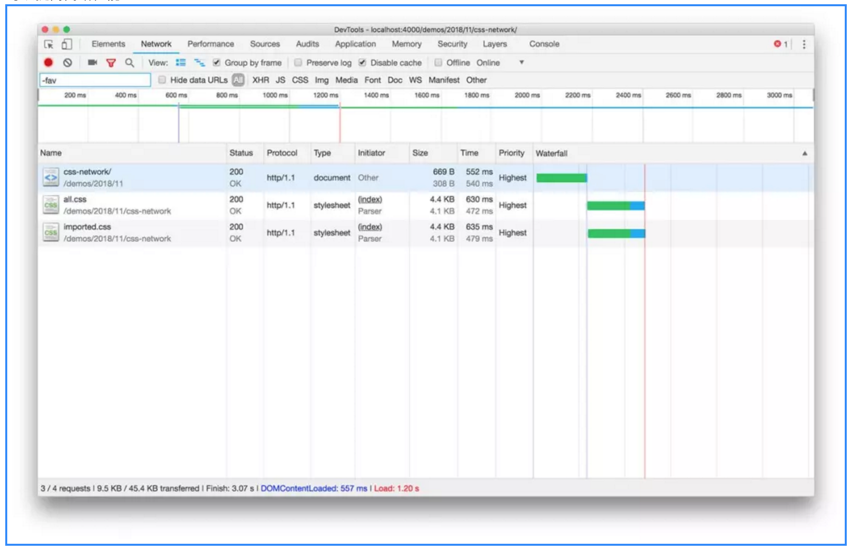 DevTools - localhost:4000/demos/2018/11/css-network/
Elements Network Performance Sources Audits Application Memory Security Layers Console 1
View: Group by frame Preserve log Disable cache Offline Online
-fav Hide data URLs All XHR JS CSS Img Media Font Doc WS Manifest Other
200 ms 400 ms 600 ms 800 ms 1000 ms 1200 ms 1400 ms 1600 ms 1800 ms 2000 ms 2200 ms 2400 ms 2600 ms 2800 ms 3000 ms
Name Status Protocol Type Initiator Size Time Priority Waterfall
css-network/ 200 http/1.1 document Other 669 B 552 ms Highest
/demos/2018/11 OK 308 B 540 ms
all.css 200 http/1.1 stylesheet (index) 4.4 KB 630 ms Highest
/demos/2018/11/css-network OK Parser 4.1 KB 472 ms
imported.css 200 http/1.1 stylesheet (index) 4.4 KB 635 ms Highest
/demos/2018/11/css-network OK Parser 4.1 KB 479 ms
3 / 4 requests | 9.5 KB / 45.4 KB transferred | Finish: 3.07 s | DOMContentLoaded: 557 ms | Load: 1.20 s